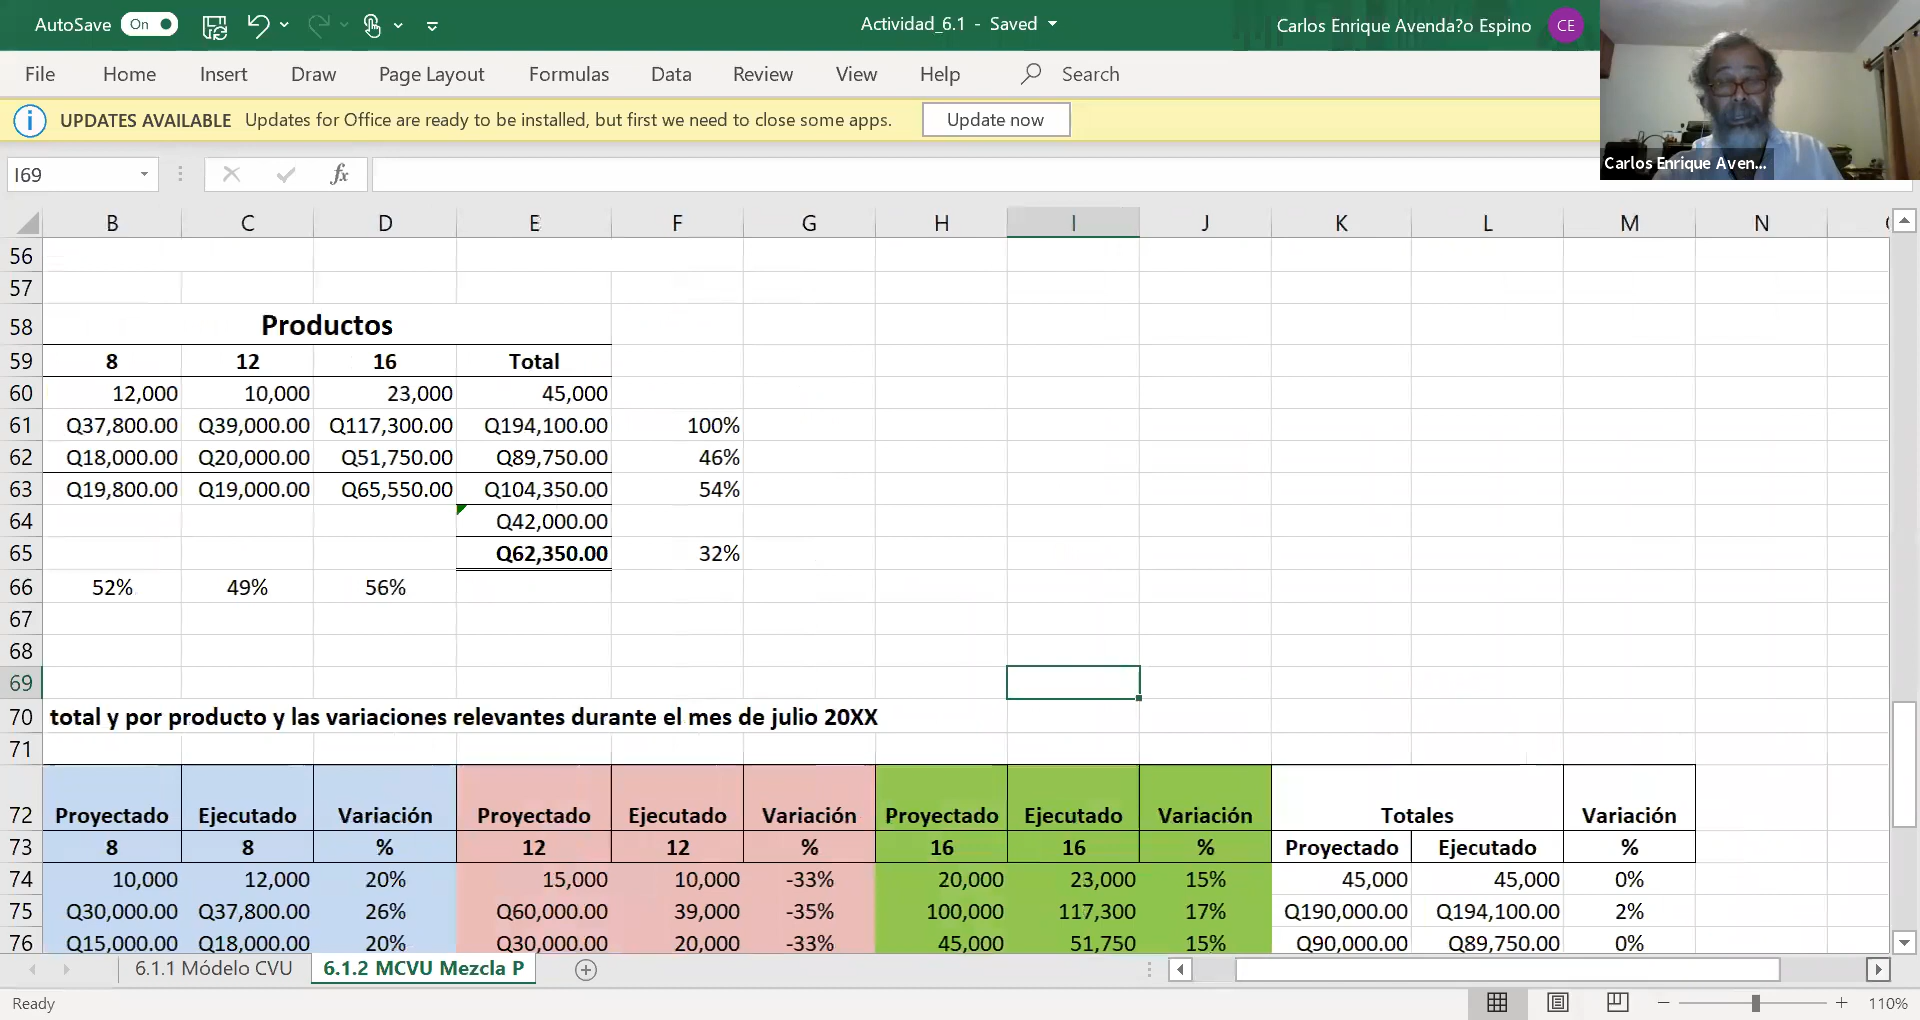 AutoSave On Actividad_6.1 - Saved Carlos Enrique Avenda?o Espino CE
File Home Insert Draw Page Layout Formulas Data Review View Help Search
UPDATES AVAILABLE Updates for Office are ready to be installed, but first we need to close some apps. Update now
Carlos Enrique Aven...
I69 fx
B C D E F G H I J K L M N
56
57
58 Productos
59 8 12 16 Total
60 12,000 10,000 23,000 45,000
61 Q37,800.00 Q39,000.00 Q117,300.00 Q194,100.00 100%
62 Q18,000.00 Q20,000.00 Q51,750.00 Q89,750.00 46%
63 Q19,800.00 Q19,000.00 Q65,550.00 Q104,350.00 54%
64 Q42,000.00
65 Q62,350.00 32%
66 52% 49% 56%
67
68
69
70 total y por producto y las variaciones relevantes durante el mes de julio 20XX
71
72 Proyectado Ejecutado Variación Proyectado Ejecutado Variación Proyectado Ejecutado Variación Totales Variación
73 8 8 % 12 12 % 16 16 % Proyectado Ejecutado %
74 10,000 12,000 20% 15,000 10,000 -33% 20,000 23,000 15% 45,000 45,000 0%
75 Q30,000.00 Q37,800.00 26% Q60,000.00 39,000 -35% 100,000 117,300 17% Q190,000.00 Q194,100.00 2%
76 Q15,000.00 Q18,000.00 20% Q30,000.00 20,000 -33% 45,000 51,750 15% Q90,000.00 Q89,750.00 0%
6.1.1 Módelo CVU 6.1.2 MCVU Mezcla P
Ready 110%